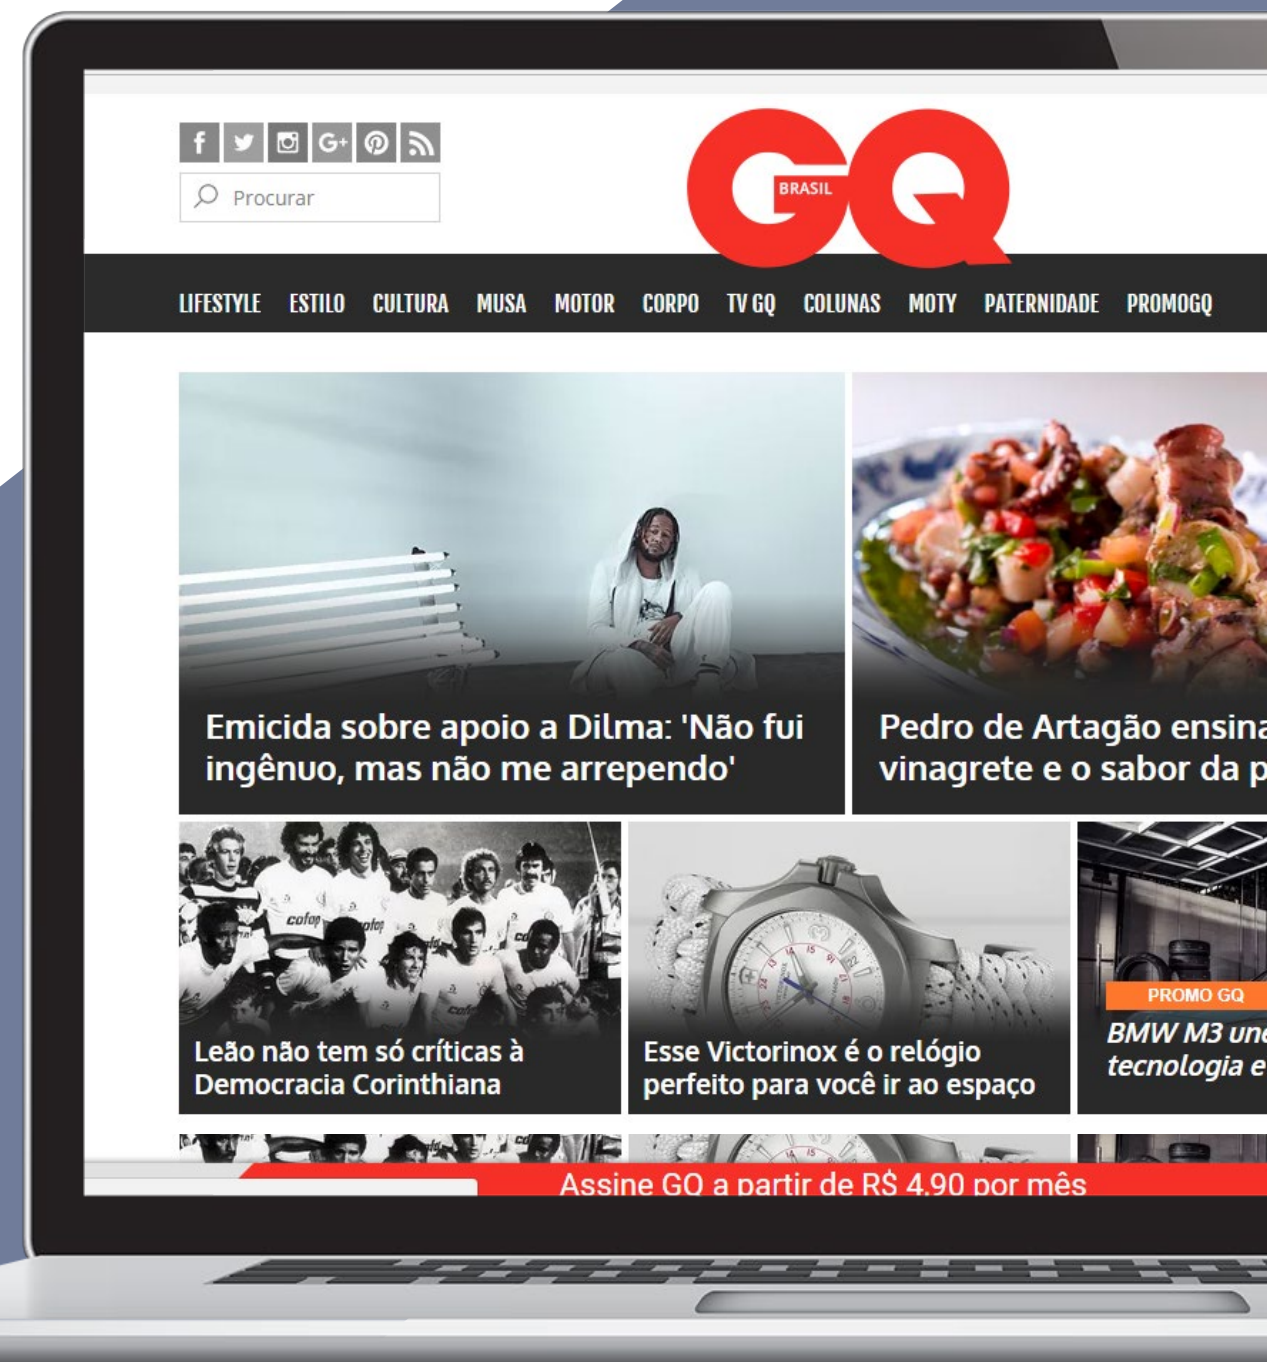 f G+
Procurar
GQ
BRASIL
LIFESTYLE ESTILO CULTURA MUSA MOTOR CORPO TV GQ COLUNAS MOTY PATERNIDADE PROMOGQ
Emicida sobre apoio a Dilma: 'Não fui
ingênuo, mas não me arrependo'
Pedro de Artagão ensina
vinagrete e o sabor da p
cofap
Leão não tem só críticas à
Democracia Corinthiana
VICTORINOX
Esse Victorinox é o relógio
perfeito para você ir ao espaço
PROMO GQ
BMW M3 une
tecnologia e
Assine GQ a partir de R$ 4,90 por mês